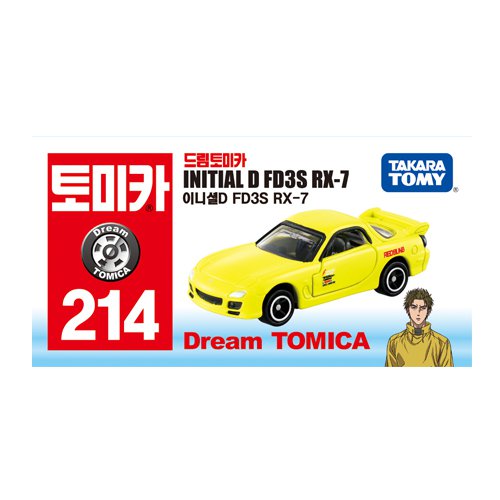 토미카®
Dream
TOMICA
214
드림토미카
INITIAL D FD3S RX-7
이니셜D FD3S RX-7
REDSUNS
Dream TOMICA
TAKARA
TOMY®